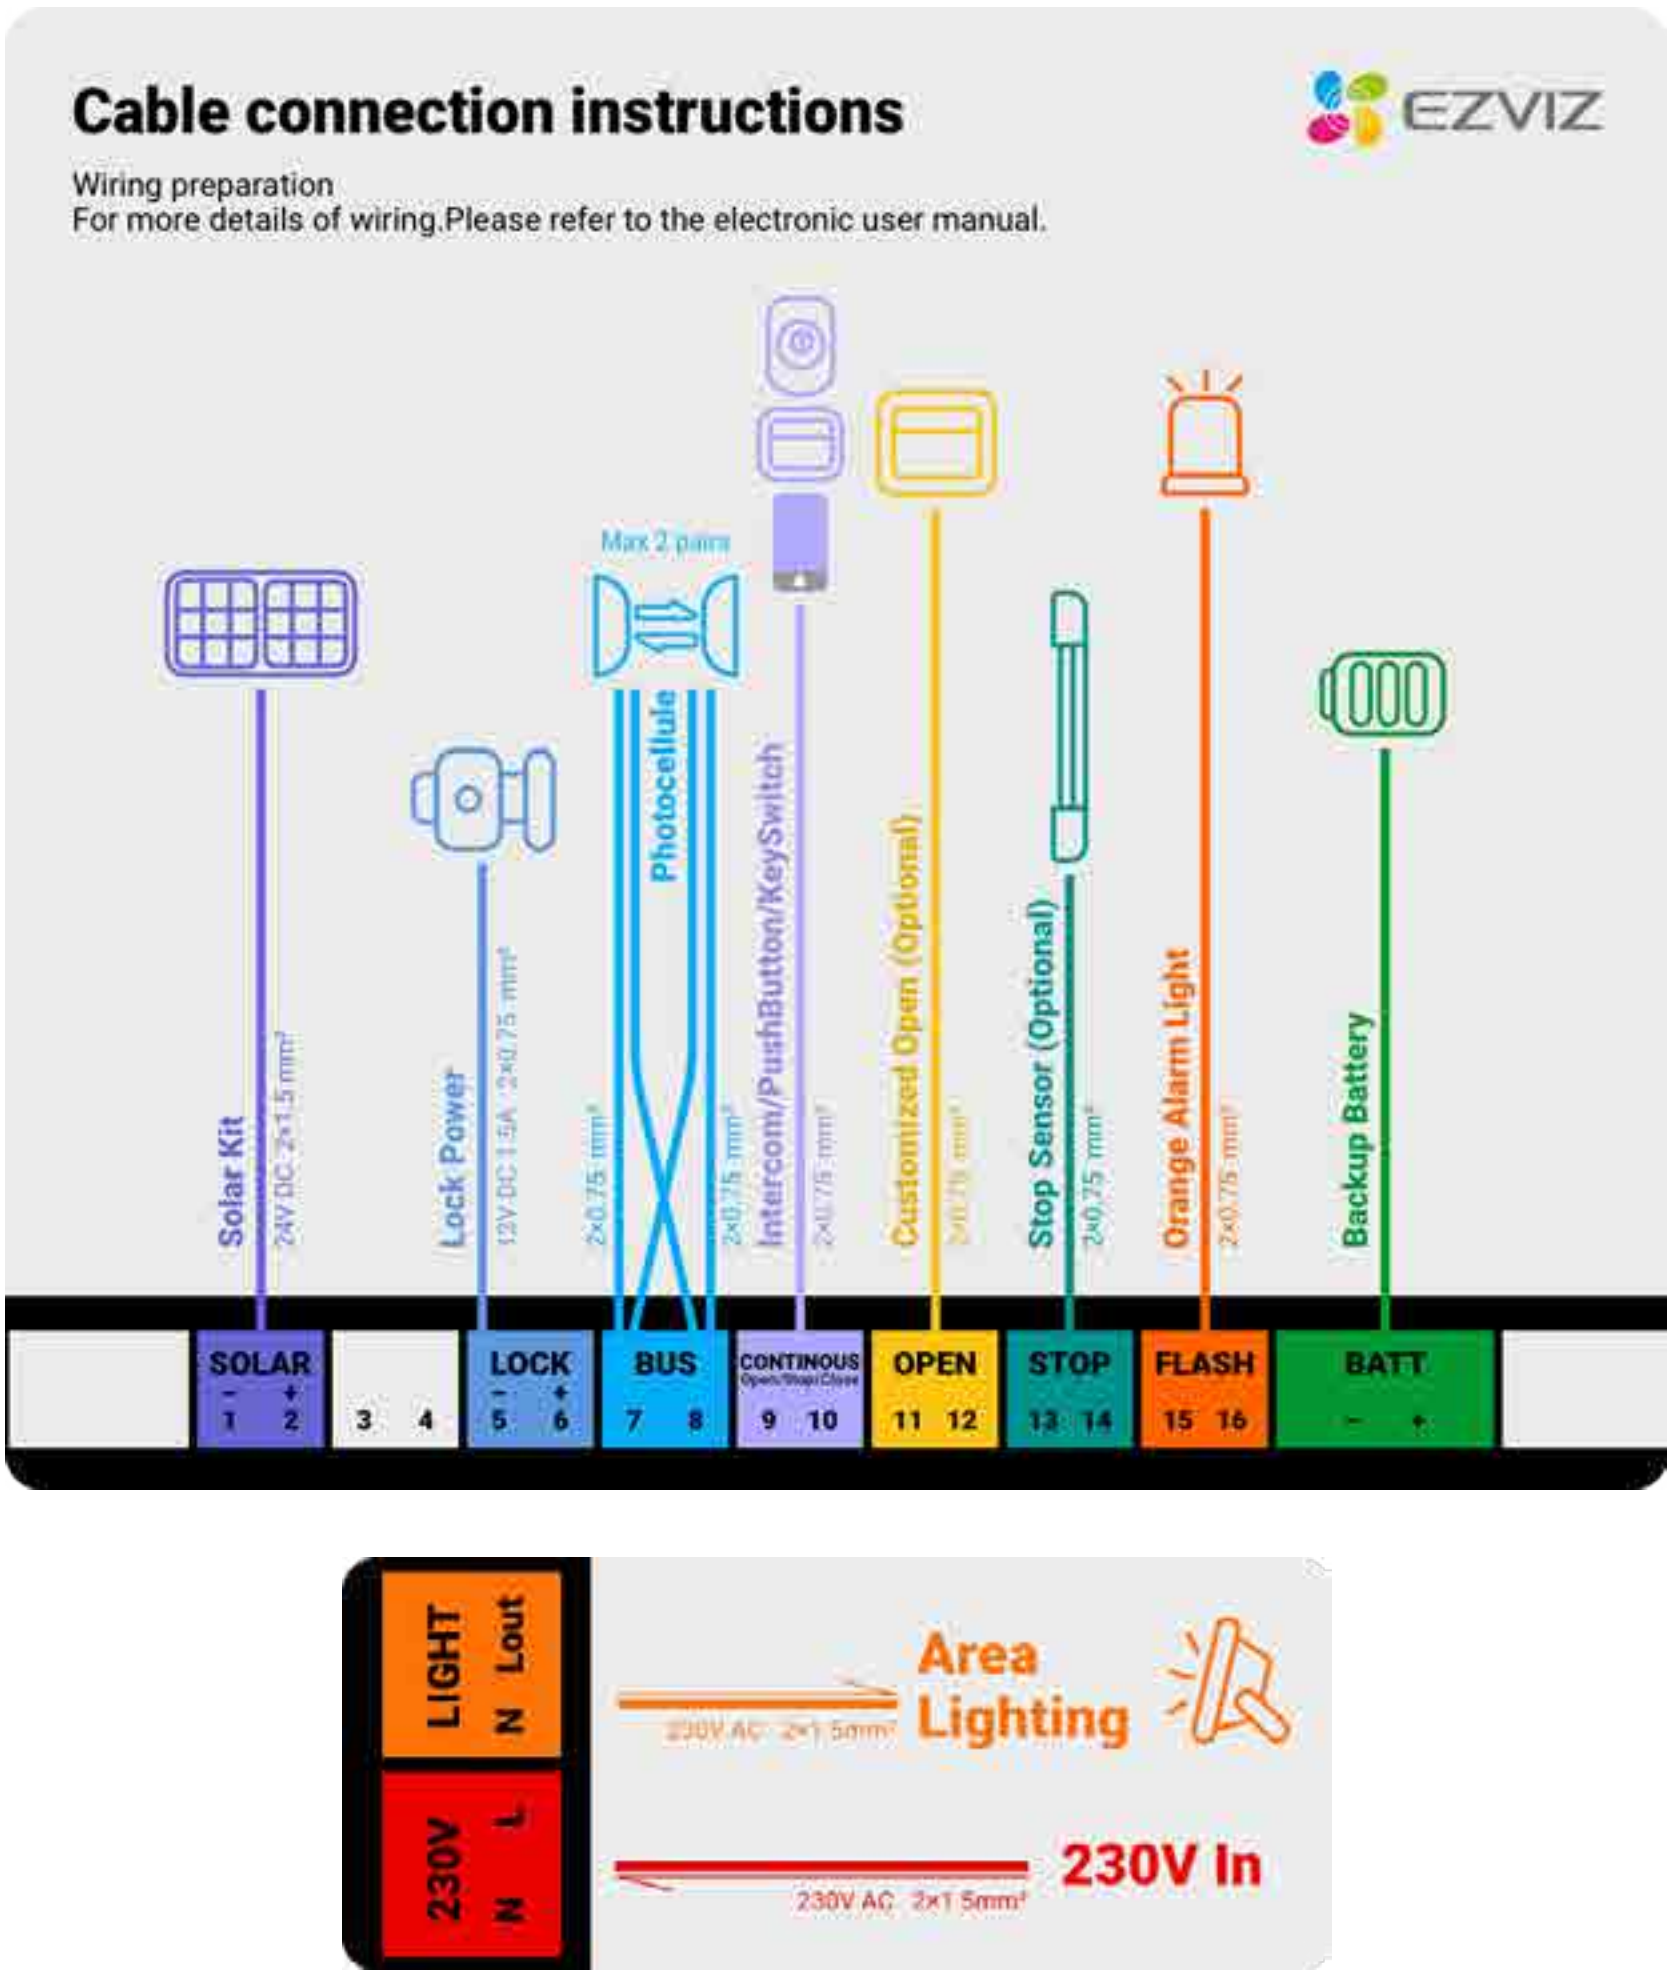 Cable connection instructions
EZVIZ
Wiring preparation
For more details of wiring.Please refer to the electronic user manual.
Max 2 pairs
Solar Kit
24V DC 2×1.5 mm²
Lock Power
12V DC 1.5A 2×0.75 mm²
2×0.75 mm²
Photocellule
2×0.75 mm²
Intercom/PushButton/KeySwitch
2×0.75 mm²
Customized Open (Optional)
2×0.75 mm²
Stop Sensor (Optional)
2×0.75 mm²
Orange Alarm Light
2×0.75 mm²
Backup Battery
SOLAR
- +
1 2
3 4
LOCK
- +
5 6
BUS
7 8
CONTINOUS
Open/Stop/Close
9 10
OPEN
11 12
STOP
13 14
FLASH
15 16
BATT
- +
LIGHT
N Lout
Area
Lighting
230V AC 2×1.5mm²
230V
N L
230V In
230V AC 2×1.5mm²